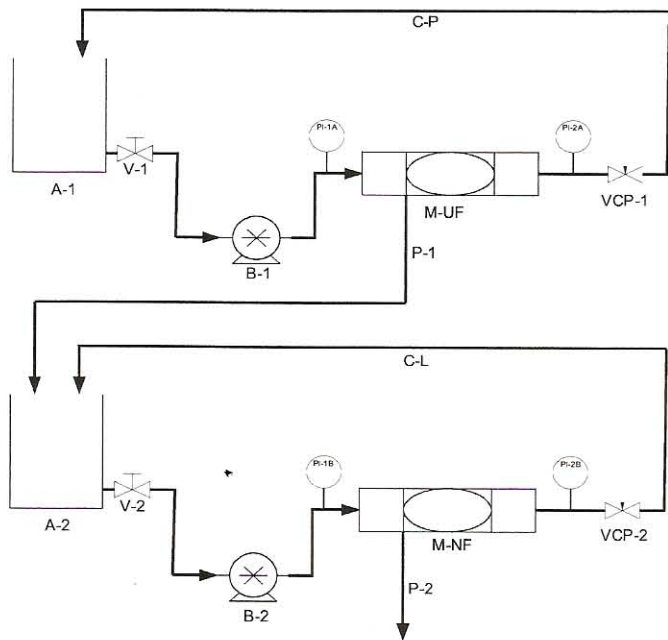 C-P
PI-1A
PI-2A
A-1
V-1
M-UF
VCP-1
B-1
P-1
C-L
PI-1B
PI-2B
A-2
V-2
M-NF
VCP-2
B-2
P-2